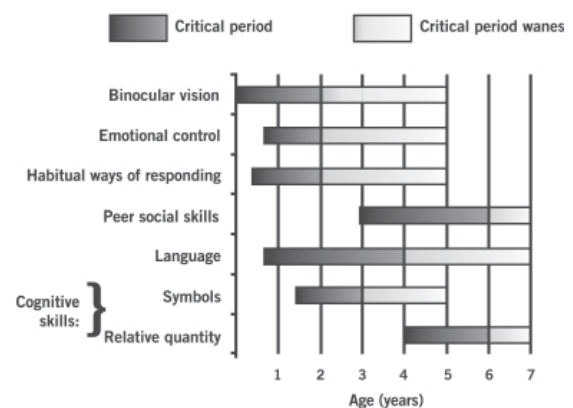 Critical period
Critical period wanes
Binocular vision
Emotional control
Habitual ways of responding
Peer social skills
Language
Cognitive skills:
Symbols
Relative quantity
1 2 3 4 5 6 7
Age (years)